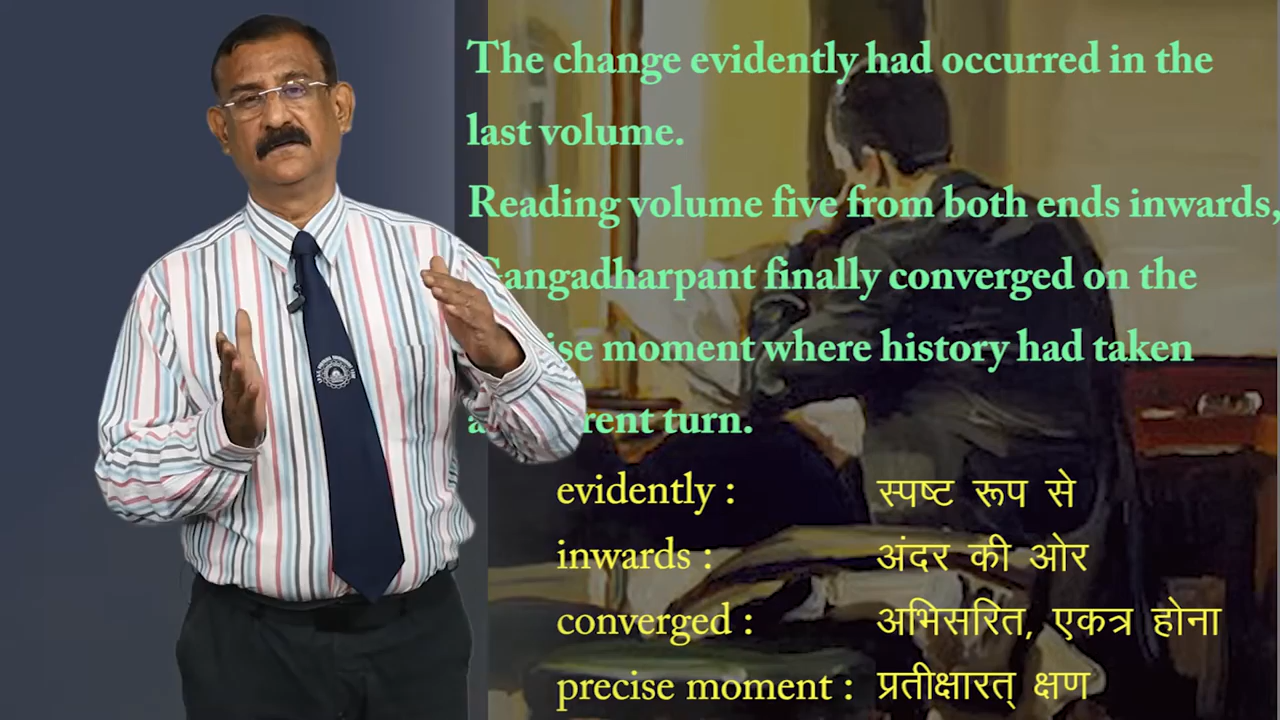 The change evidently had occurred in the
last volume.
Reading volume five from both ends inwards,
Gangadharpant finally converged on the
moment where history had taken
turn.
evidently : स्पष्ट रूप से
inwards : अंदर की ओर
converged : अभिसरित, एकत्र होना
precise moment : प्रतीक्षारत् क्षण